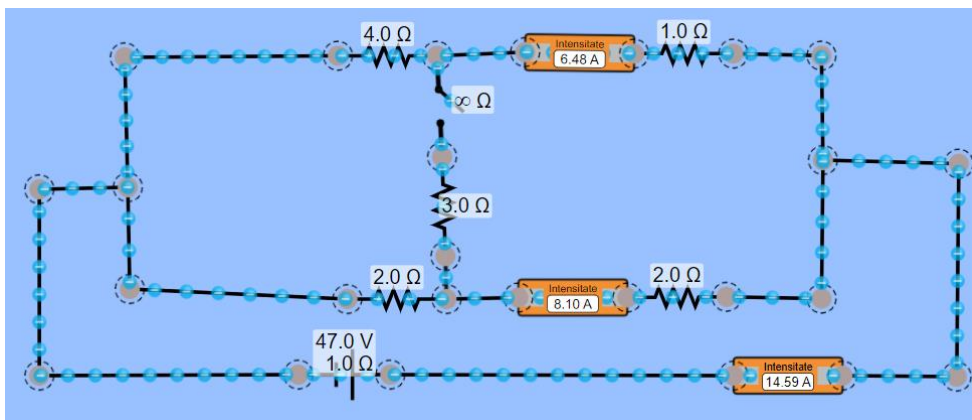 4.0 Ω
Intensitate
6.48 A
1.0 Ω
∞ Ω
3.0 Ω
2.0 Ω
Intensitate
8.10 A
2.0 Ω
47.0 V
1.0 Ω
Intensitate
14.59 A